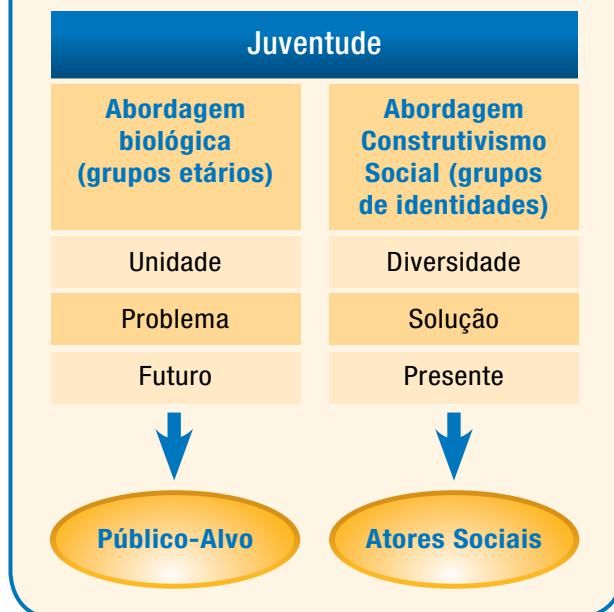 Juventude
Abordagem
biológica
(grupos etários)
Abordagem
Construtivismo
Social (grupos
de identidades)
Unidade
Diversidade
Problema
Solução
Futuro
Presente
Público-Alvo
Atores Sociais